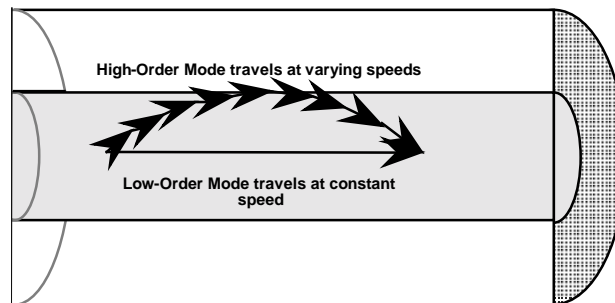 High-Order Mode travels at varying speeds
Low-Order Mode travels at constant
speed